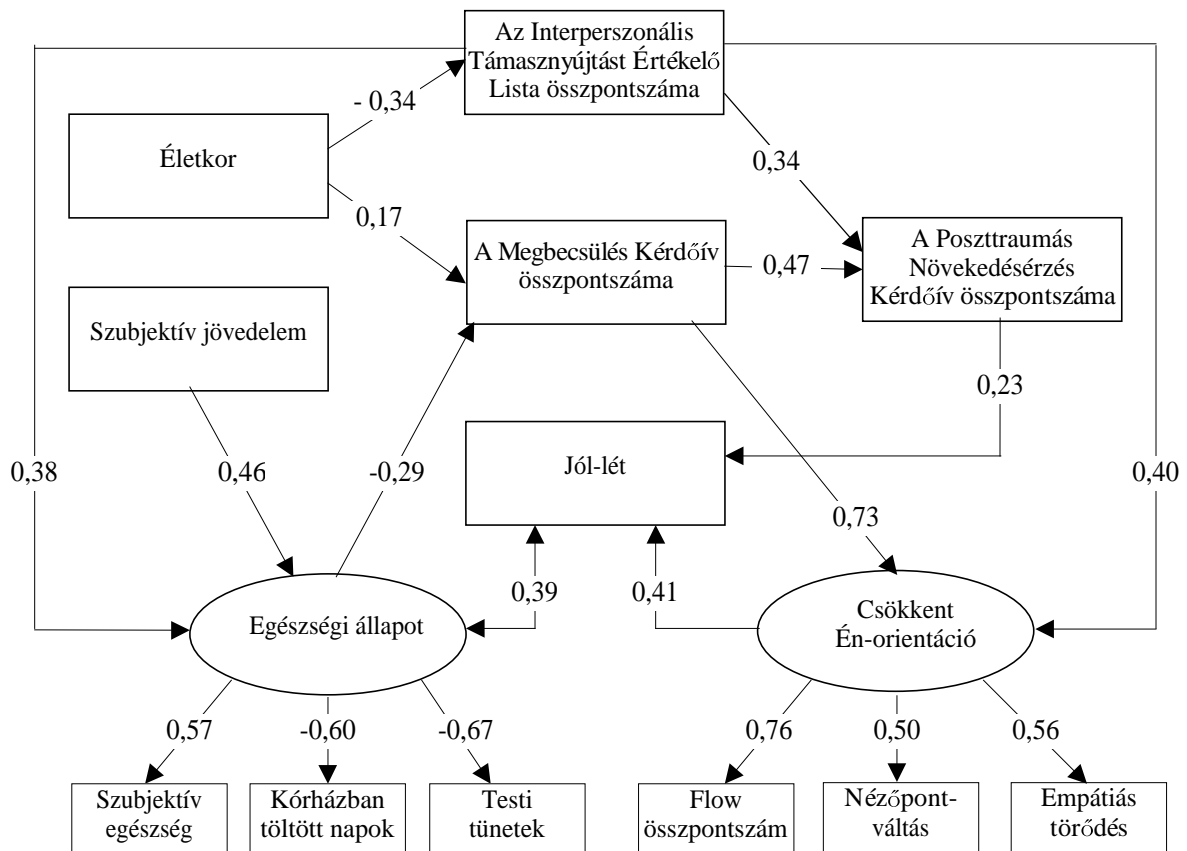 Az Interperszonális
Támasznyújtást Értékelő
Lista összpontszáma
- 0,34
Életkor
0,34
0,17
A Megbecsülés Kérdőív
összpontszáma
0,47
A Poszttraumás
Növekedésérzés
Kérdőív összpontszáma
Szubjektív jövedelem
0,23
0,38
0,46
-0,29
Jól-lét
0,40
0,73
0,39
0,41
Egészségi állapot
Csökkent
Én-orientáció
0,57
-0,60
-0,67
0,76
0,50
0,56
Szubjektív
egészség
Kórházban
töltött napok
Testi
tünetek
Flow
összpontszám
Nézőpont-
váltás
Empátiás
törődés